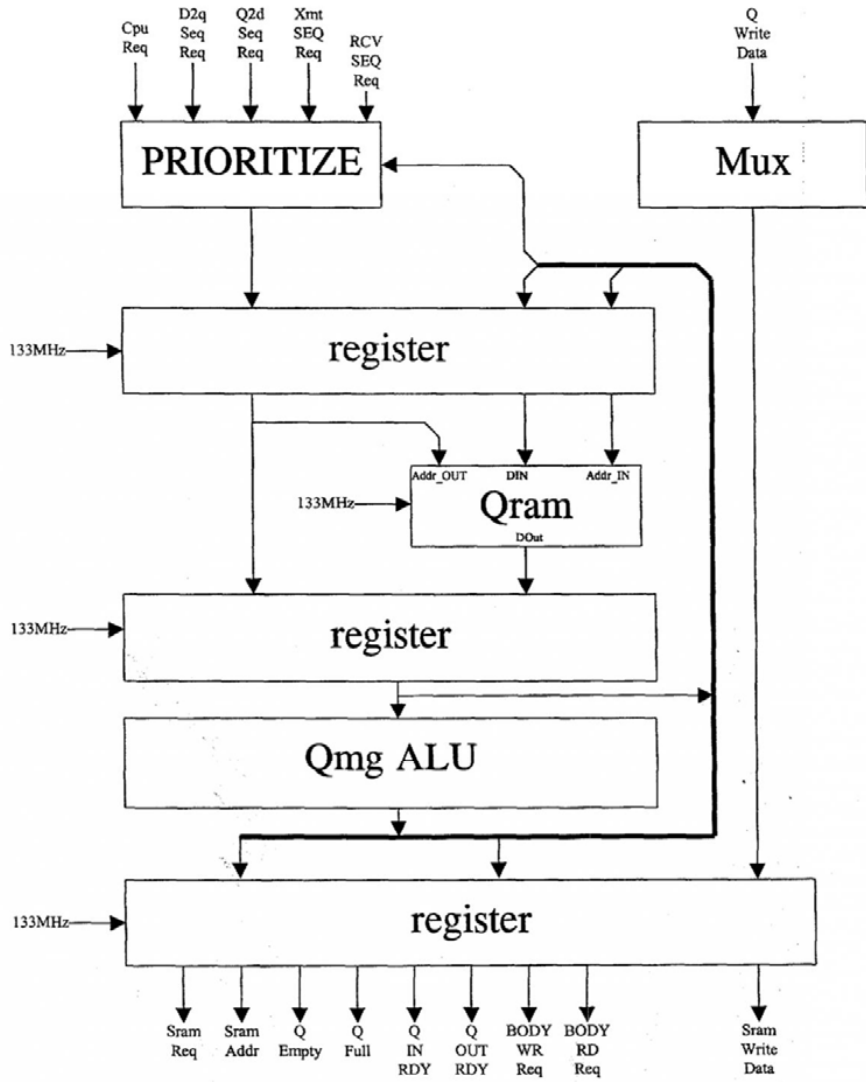 Cpu
Req
D2q
Seq
Req
Q2d
Seq
Req
Xmt
SEQ
Req
RCV
SEQ
Req
Q
Write
Data
PRIORITIZE
Mux
133MHz
register
Addr_OUT
DIN
Addr_IN
133MHz
Qram
DOut
133MHz
register
Qmg ALU
133MHz
register
Sram
Req
Sram
Addr
Q
Empty
Q
Full
Q
IN
RDY
Q
OUT
RDY
BODY
WR
Req
BODY
RD
Req
Sram
Write
Data